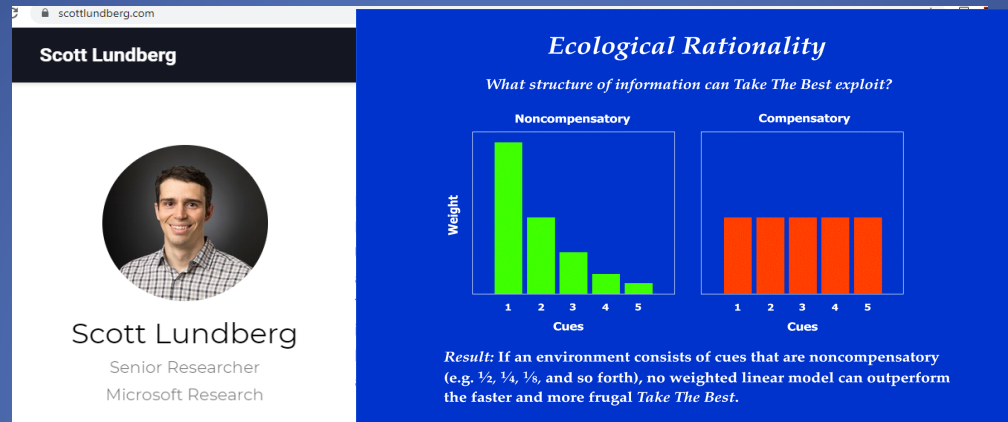 scottlundberg.com
Scott Lundberg
Scott Lundberg
Senior Researcher
Microsoft Research
Ecological Rationality
What structure of information can Take The Best exploit?
Noncompensatory
Compensatory
Weight
1 2 3 4 5
Cues
1 2 3 4 5
Cues
Result: If an environment consists of cues that are noncompensatory
(e.g. ½, ¼, ⅛, and so forth), no weighted linear model can outperform
the faster and more frugal Take The Best.